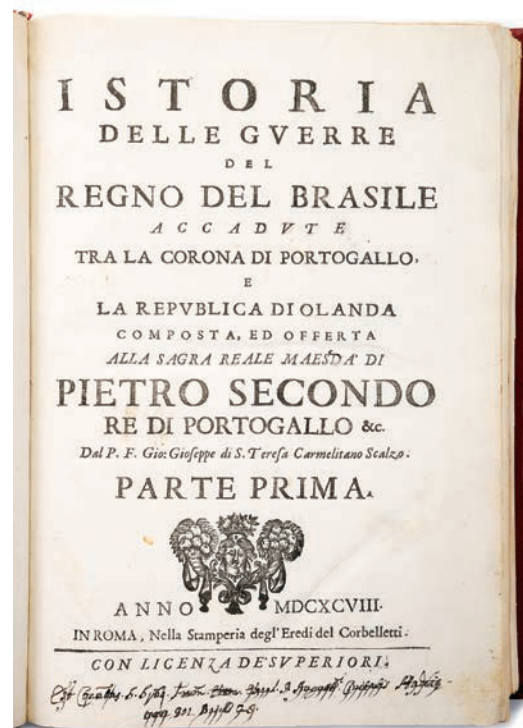 ISTORIA
DELLE GVERRE
DEL
REGNO DEL BRASILE
ACCADVTE
TRA LA CORONA DI PORTOGALLO,
E
LA REPVBLICA DI OLANDA
COMPOSTA, ED OFFERTA
ALLA SAGRA REALE MAESDA' DI
PIETRO SECONDO
RE DI PORTOGALLO &c.
Dal P. F. Gio: Gioseppe di S. Teresa Carmelitano Scalzo.
PARTE PRIMA.
ANNO MDCXCVIII.
IN ROMA, Nella Stamperia degl'Eredi del Corbelletti.
CON LICENZA DE'SVPERIORI.